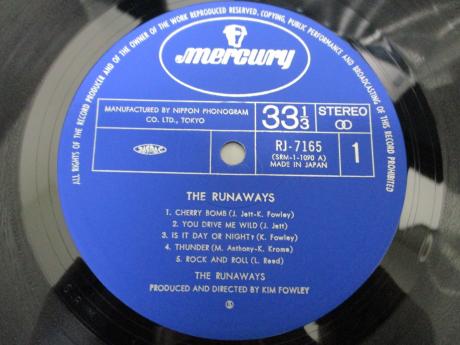 ALL RIGHTS OF THE RECORD PRODUCER AND OF THE OWNER OF THE WORK REPRODUCED RESERVED. COPYING, PUBLIC PERFORMANCE AND BROADCASTING OF THIS RECORD PROHIBITED
mercury
MANUFACTURED BY NIPPON PHONOGRAM
CO. LTD., TOKYO
33 1/3
STEREO
JASRAC
RJ-7165
(SRM-1-1090 A)
MADE IN JAPAN
1
THE RUNAWAYS
1. CHERRY BOMB (J. Jett-K. Fowley)
2. YOU DRIVE ME WILD (J. Jett)
3. IS IT DAY OR NIGHT? (K. Fowley)
4. THUNDER (M. Anthony-K. Krome)
5. ROCK AND ROLL (L. Reed)
THE RUNAWAYS
PRODUCED AND DIRECTED BY KIM FOWLEY
Ⓢ